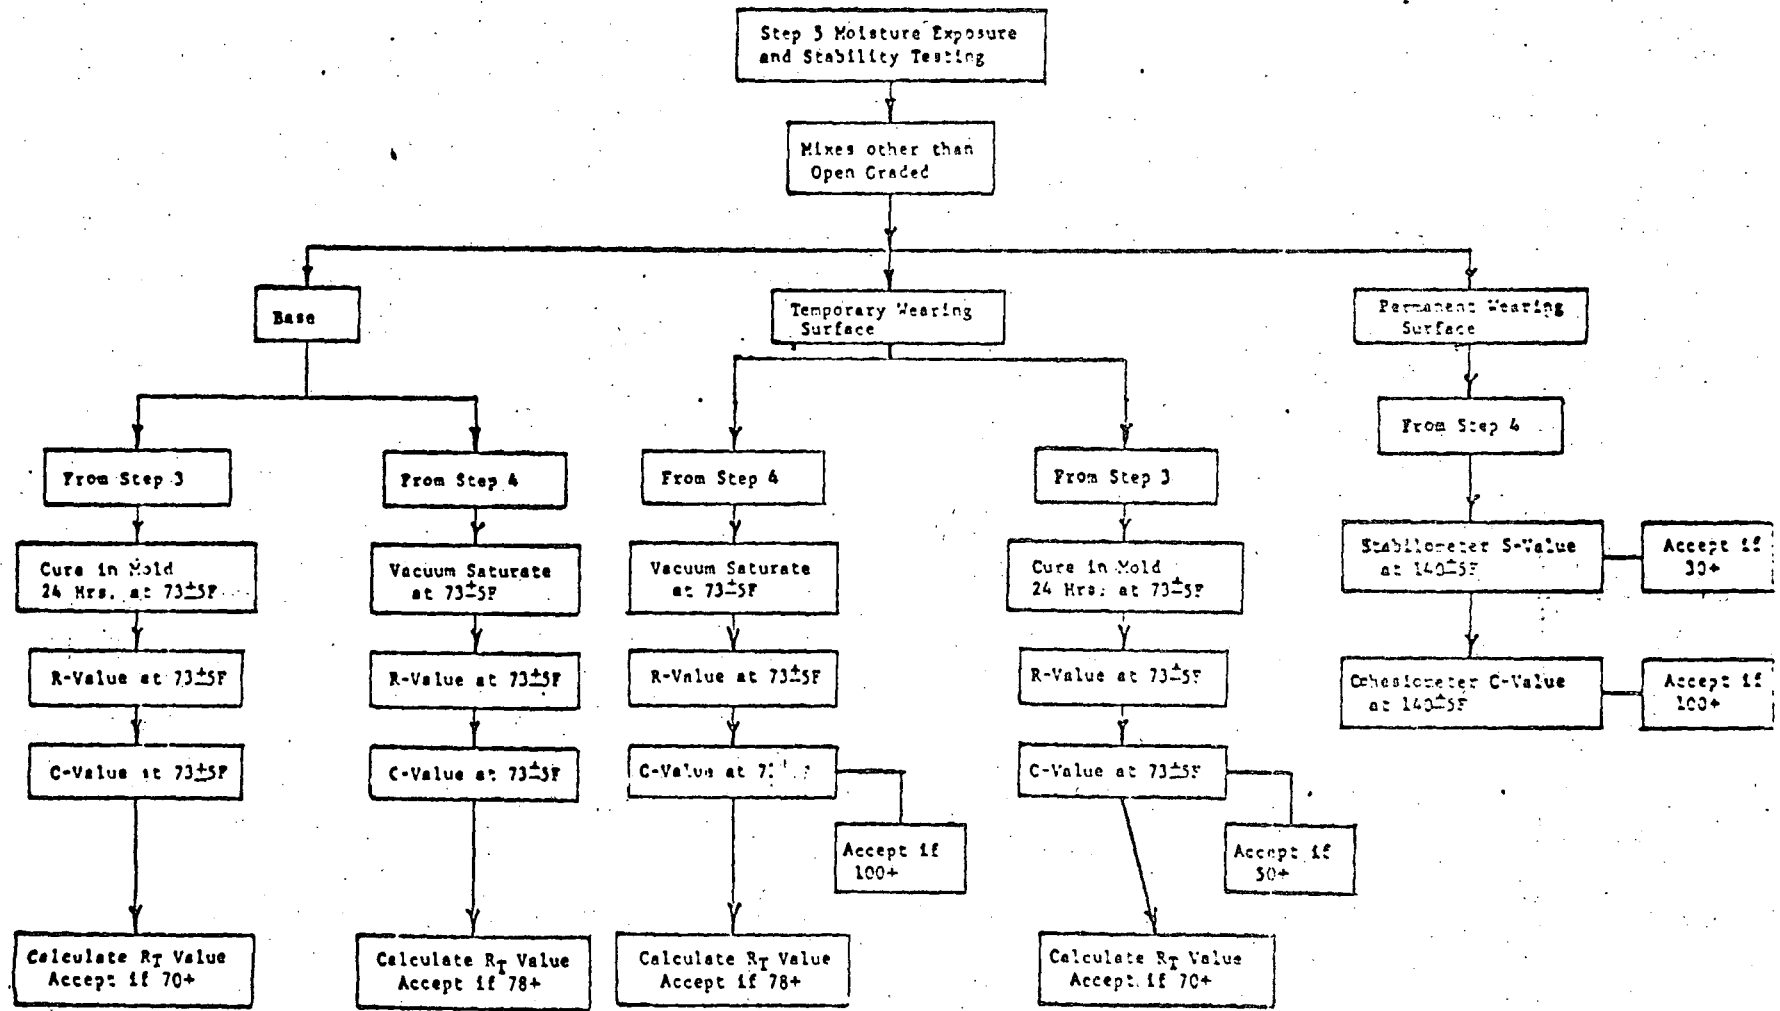 Step 5 Moisture Exposure
and Stability Testing
Mixes other than
Open Graded
Base
Temporary Wearing
Surface
Permanent Wearing
Surface
From Step 4
From Step 3
From Step 4
From Step 4
From Step 3
Cure in Mold
24 Hrs. at 73±5F
Vacuum Saturate
at 73±5F
Vacuum Saturate
at 73±5F
Cure in Mold
24 Hrs. at 73±5F
Stabilometer S-Value
at 140±5F
Accept if
30+
R-Value at 73±5F
R-Value at 73±5F
R-Value at 73±5F
R-Value at 73±5F
Cohesiometer C-Value
at 140±5F
Accept if
100+
C-Value at 73±5F
C-Value at 73±5F
C-Value at
C-Value at 73±5F
Accept if
100+
Accept if
50+
Calculate RT Value
Accept if 70+
Calculate RT Value
Accept if 78+
Calculate RT Value
Accept if 78+
Calculate RT Value
Accept if 70+